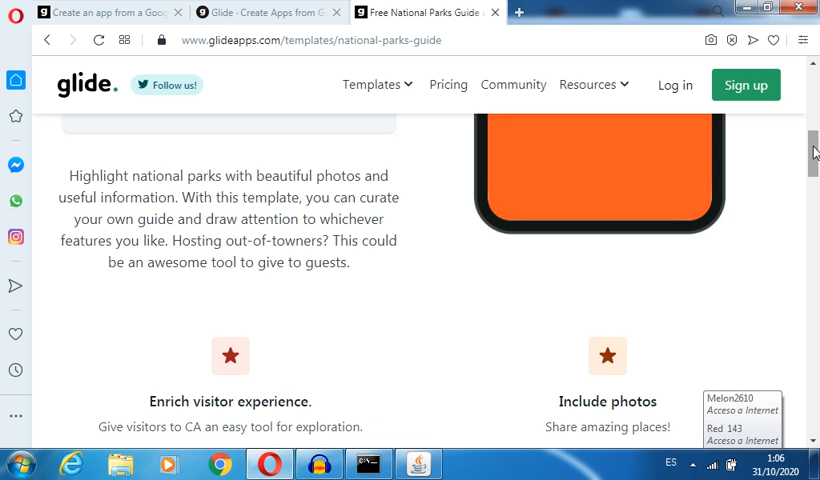 Create an app from a Goog
Glide · Create Apps from G
Free National Parks Guide
www.glideapps.com/templates/national-parks-guide
glide.
Follow us!
Templates
Pricing
Community
Resources
Log in
Sign up
Highlight national parks with beautiful photos and
useful information. With this template, you can curate
your own guide and draw attention to whichever
features you like. Hosting out-of-towners? This could
be an awesome tool to give to guests.
Enrich visitor experience.
Give visitors to CA an easy tool for exploration.
Include photos
Share amazing places!
Melon2610
Acceso a Internet
Red 143
Acceso a Internet
ES
1:06
31/10/2020